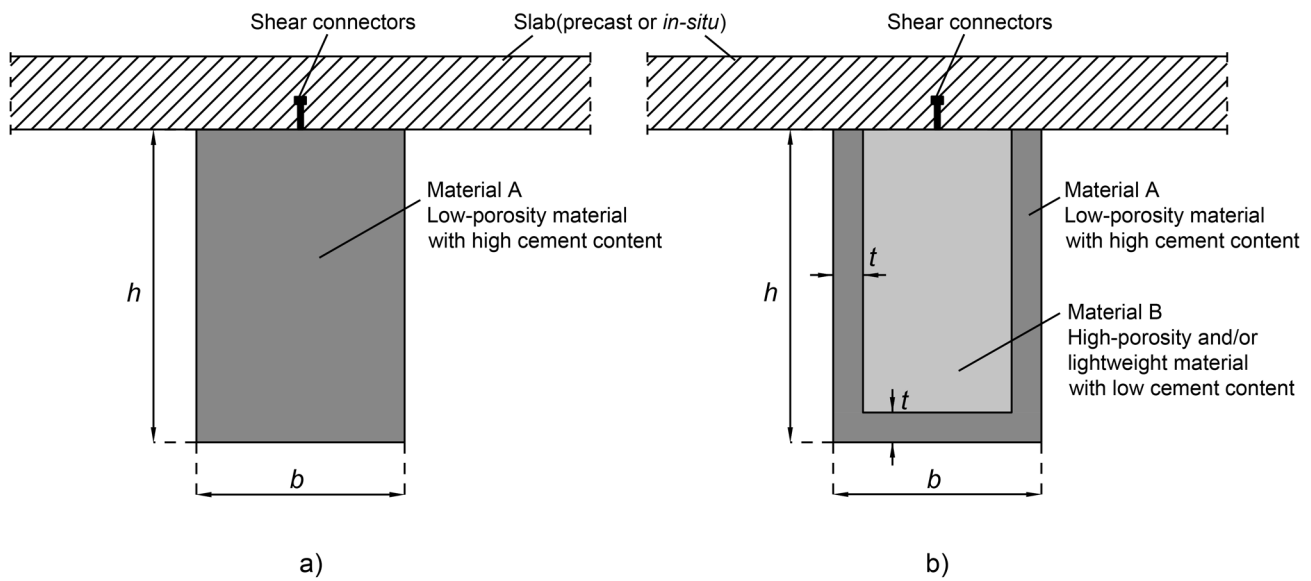 Shear connectors
Slab(precast or in-situ)
Shear connectors
h
Material A
Low-porosity material
with high cement content
b
a)
h
t
t
Material A
Low-porosity material
with high cement content
Material B
High-porosity and/or
lightweight material
with low cement content
b
b)